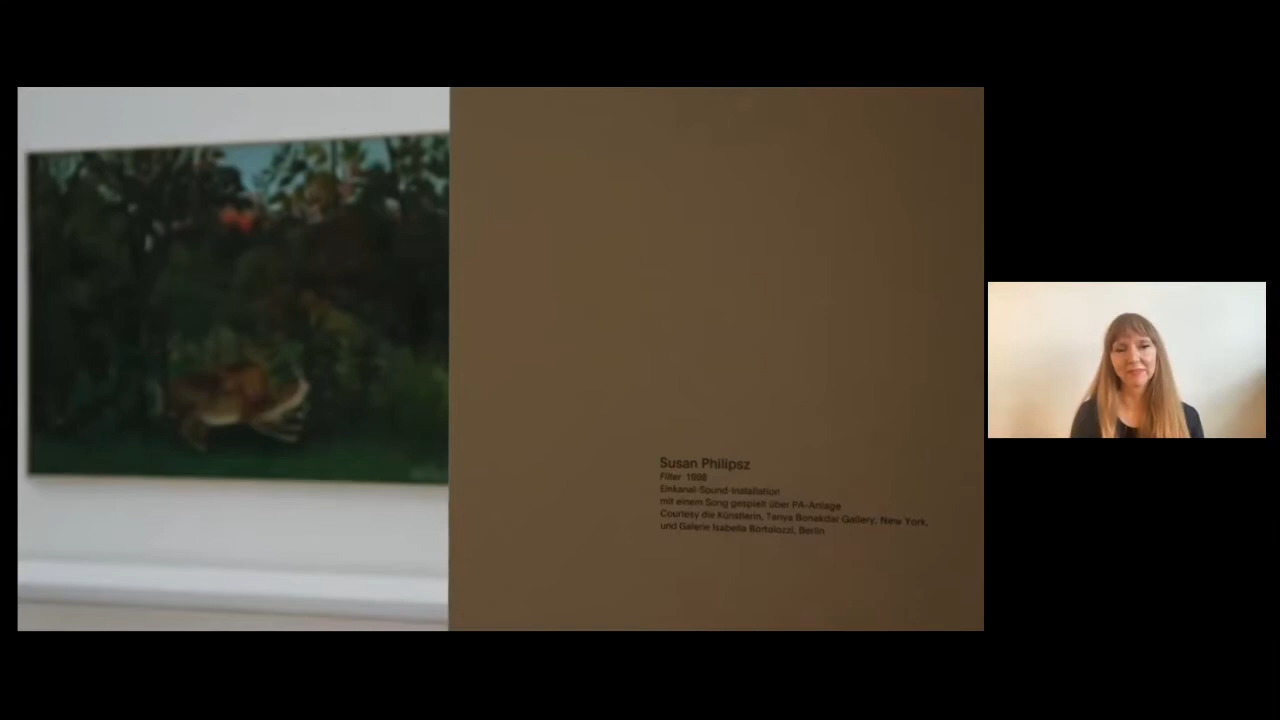 Susan Philipsz
Filter 1998
Einkanal-Sound-Installation
mit einem Song gespielt über PA-Anlage
Courtesy die Künstlerin, Tanya Bonakdar Gallery, New York,
und Galerie Isabella Bortolozzi, Berlin